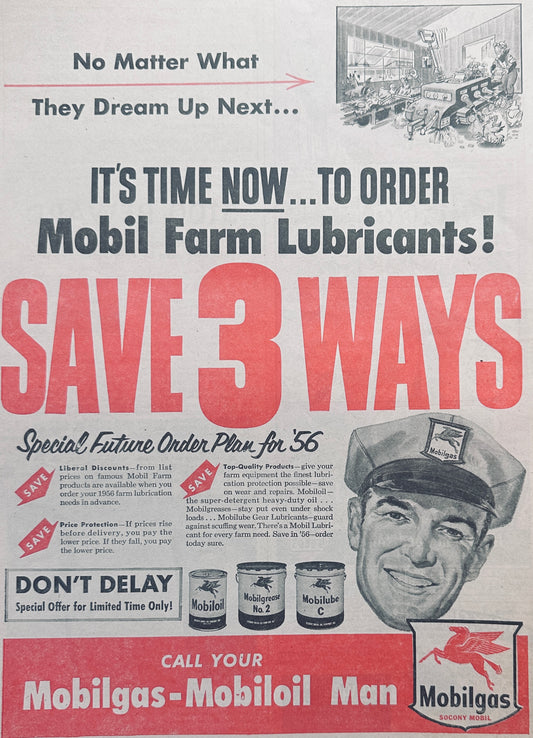 No Matter What
They Dream Up Next...
IT'S TIME NOW...TO ORDER
Mobil Farm Lubricants!
SAVE 3 WAYS
Special Future Order Plan for '56
SAVE
Liberal Discounts—from list
prices on famous Mobil Farm
products are available when you
order your 1956 farm lubrication
needs in advance.
SAVE
Price Protection—If prices rise
before delivery, you pay the
lower price. If they fall, you pay
the lower price.
SAVE
Top-Quality Products—give your
farm equipment the finest lubri-
cation protection possible—save
on wear and repairs. Mobiloil—
the super-detergent heavy-duty oil . . .
Mobilgreases—stay put even under shock
loads . . . Mobilube Gear Lubricants—guard
against scuffing wear. There's a Mobil Lubri-
cant for every farm need. Save in '56—order
today sure.
Mobilgas
DON'T DELAY
Special Offer for Limited Time Only!
Mobiloil
Mobilgrease
No. 2
Mobilube
C
CALL YOUR
Mobilgas-Mobiloil Man
Mobilgas
SOCONY MOBIL